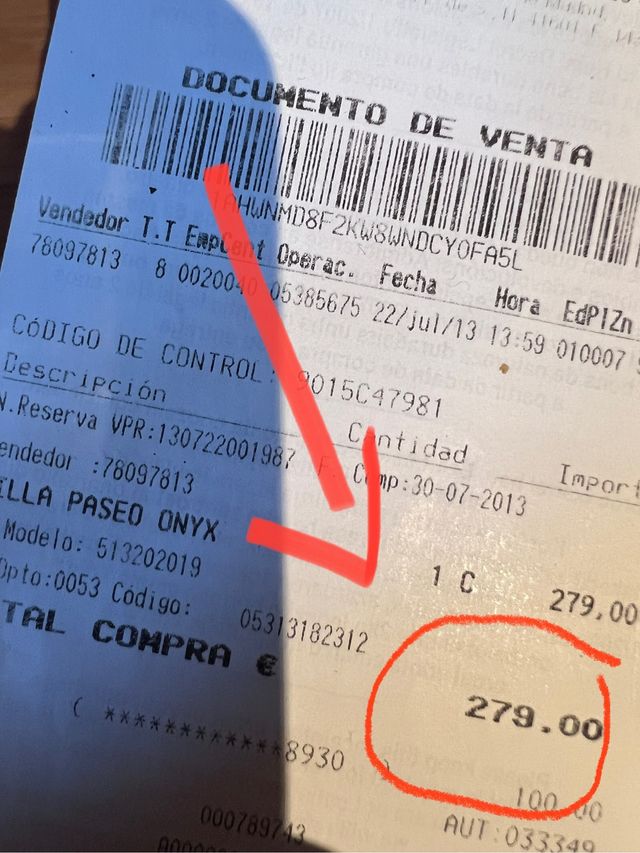 DOCUMENTO DE VENTA
1AHWNMD8F2KW8WNDCYOFA5L
Vendedor T.T EmpCent Operac. Fecha Hora EdPlZn
78097813 8 0020040 05385675 22/jul/13 13:59 010007
CóDIGO DE CONTROL: 9015C47981
Descripción Cantidad Import
N.Reserva VPR:130722001987 F. Comp:30-07-2013
endedor :78097813
ILLA PASEO ONYX 1 C 279,00
Modelo: 513202019
Dpto:0053 Código: 05313182312
TAL COMPRA € 279.00
( ************8930 ) 100,00
000789743 AUT:033349